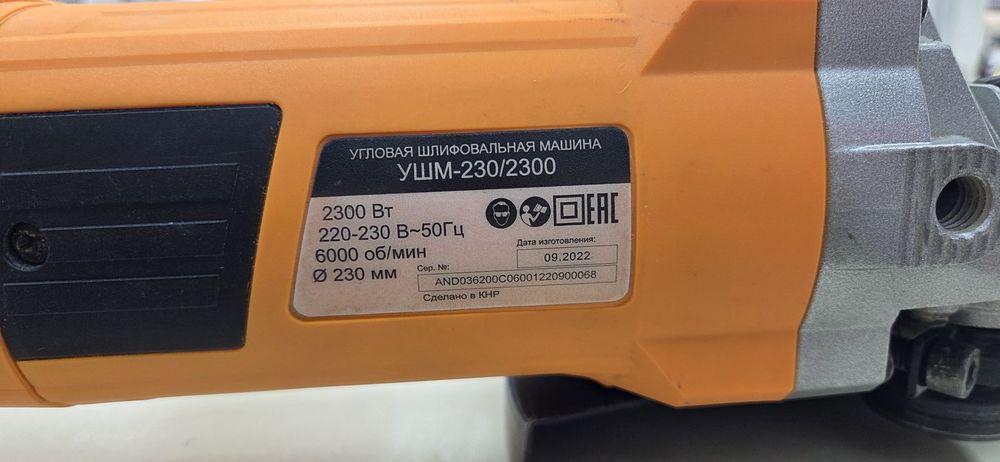 УГЛОВАЯ ШЛИФОВАЛЬНАЯ МАШИНА
УШМ-230/2300
2300 Вт
220-230 В~50Гц
6000 об/мин
Ø 230 мм
EAC
Дата изготовления:
09.2022
Сер. №:
AND036200C06001220900068
Сделано в КНР